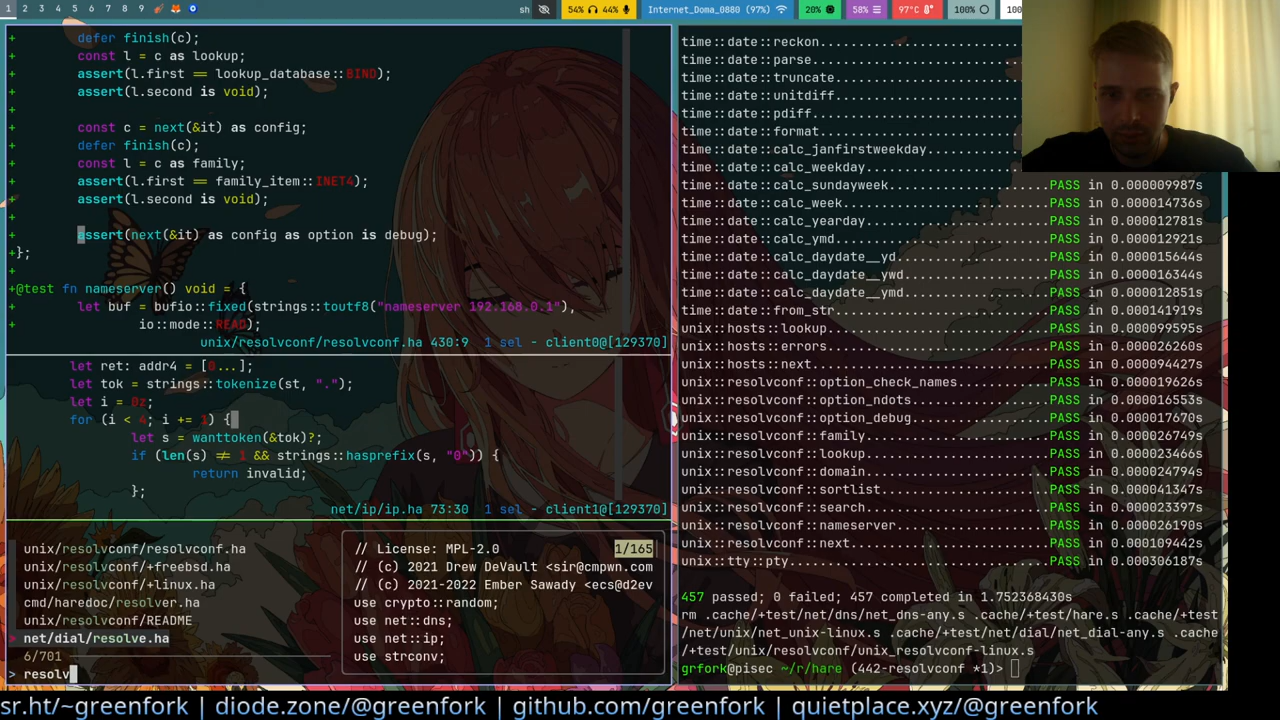 1 2 3 4 5 6 7 8 9
sh 54% 44% Internet_Doma_0880 (97%) 20% 58% 97°C 100% 100
+ defer finish(c);
+ const l = c as lookup;
+ assert(l.first == lookup_database::BIND);
+ assert(l.second is void);
+
+ const c = next(&it) as config;
+ defer finish(c);
+ const l = c as family;
+ assert(l.first == family_item::INET4);
+ assert(l.second is void);
+
+ assert(next(&it) as config as option is debug);
+};
+
+@test fn nameserver() void = {
+ let buf = bufio::fixed(strings::toutf8("nameserver 192.168.0.1"),
+ io::mode::READ);
unix/resolvconf/resolvconf.ha 430:9 1 sel - client0@[129370]
let ret: addr4 = [0...];
let tok = strings::tokenize(st, ".");
let i = 0z;
for (i < 4; i += 1) {
let s = wanttoken(&tok)?;
if (len(s) != 1 && strings::hasprefix(s, "0")) {
return invalid;
};
net/ip/ip.ha 73:30 1 sel - client1@[129370]
unix/resolvconf/resolvconf.ha
unix/resolvconf/+freebsd.ha
unix/resolvconf/+linux.ha
cmd/haredoc/resolver.ha
unix/resolvconf/README
> net/dial/resolve.ha
6/701
> resolv
// License: MPL-2.0 1/165
// (c) 2021 Drew DeVault <sir@cmpwn.com
// (c) 2021-2022 Ember Sawady <ecs@d2ev
use crypto::random;
use net::dns;
use net::ip;
use strconv;
time::date::reckon....................
time::date::parse.....................
time::date::truncate..................
time::date::unitdiff..................
time::date::pdiff.....................
time::date::format....................
time::date::calc_janfirstweekday......
time::date::calc_weekday..............
time::date::calc_sundayweek.....................PASS in 0.000009987s
time::date::calc_week...........................PASS in 0.000014736s
time::date::calc_yearday........................PASS in 0.000012781s
time::date::calc_ymd............................PASS in 0.000012921s
time::date::calc_daydate__yd....................PASS in 0.000015644s
time::date::calc_daydate__ywd...................PASS in 0.000016344s
time::date::calc_daydate__ymd...................PASS in 0.000012851s
time::date::from_str............................PASS in 0.000141919s
unix::hosts::lookup.............................PASS in 0.000099595s
unix::hosts::errors.............................PASS in 0.000026260s
unix::hosts::next...............................PASS in 0.000094427s
unix::resolvconf::option_check_names............PASS in 0.000019626s
unix::resolvconf::option_ndots..................PASS in 0.000016553s
unix::resolvconf::option_debug..................PASS in 0.000017670s
unix::resolvconf::family........................PASS in 0.000026749s
unix::resolvconf::lookup........................PASS in 0.000023466s
unix::resolvconf::domain........................PASS in 0.000024794s
unix::resolvconf::sortlist......................PASS in 0.000041347s
unix::resolvconf::search........................PASS in 0.000023397s
unix::resolvconf::nameserver....................PASS in 0.000026190s
unix::resolvconf::next..........................PASS in 0.000109442s
unix::tty::pty..................................PASS in 0.000306187s
457 passed; 0 failed; 457 completed in 1.752368430s
rm .cache/+test/net/dns/net_dns-any.s .cache/+test/hare.s .cache/+test
/net/unix/net_unix-linux.s .cache/+test/net/dial/net_dial-any.s .cache
/+test/unix/resolvconf/unix_resolvconf-linux.s
grfork@pisec ~/r/hare (442-resolvconf *1)>
sr.ht/~greenfork | diode.zone/@greenfork | github.com/greenfork | quietplace.xyz/@greenfork